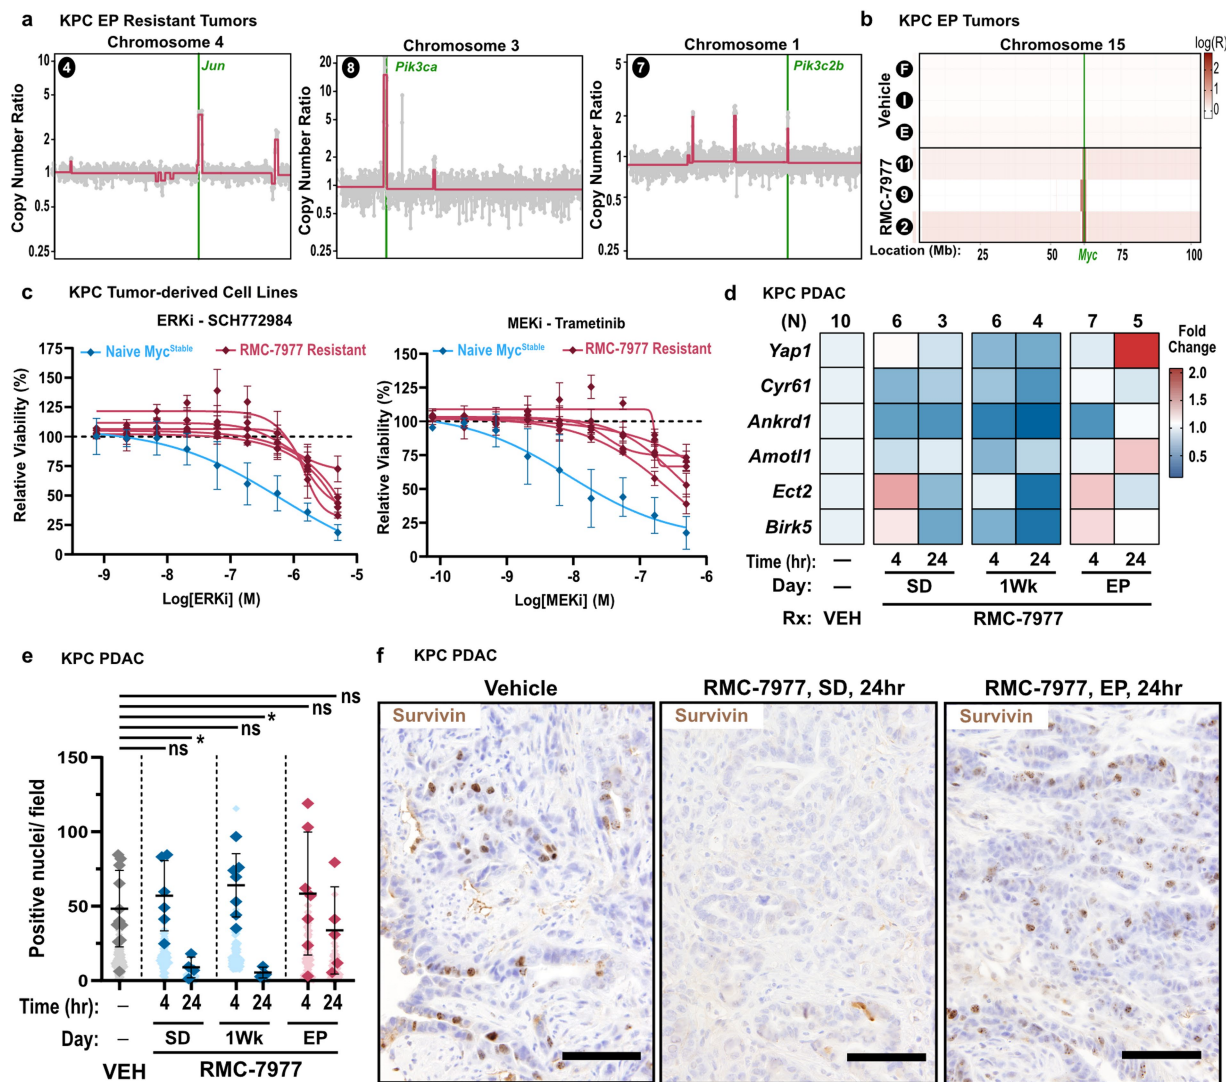 a KPC EP Resistant Tumors
Chromosome 4
Chromosome 3
Chromosome 1
4
Jun
8
Pik3ca
7
Pik3c2b
Copy Number Ratio
10
5
2
1
0.5
0.25
Copy Number Ratio
20
10
5
2
1
0.5
0.25
Copy Number Ratio
5
2
1
0.5
0.25
b KPC EP Tumors
Chromosome 15
log(R)
2
1
0
Vehicle
F
I
E
RMC-7977
11
9
2
Location (Mb): 25 50 Myc 75 100
c KPC Tumor-derived Cell Lines
ERKi - SCH772984
Naive MycStable
RMC-7977 Resistant
Relative Viability (%)
175
150
125
100
75
50
25
0
-9 -8 -7 -6 -5
Log[ERKi] (M)
MEKi - Trametinib
Naive MycStable
RMC-7977 Resistant
Relative Viability (%)
150
125
100
75
50
25
0
-10 -9 -8 -7 -6
Log[MEKi] (M)
d KPC PDAC
(N) 10 6 3 6 4 7 5
Yap1
Cyr61
Ankrd1
Amotl1
Ect2
Birk5
Fold
Change
2.0
1.5
1.0
0.5
Time (hr): — 4 24 4 24 4 24
Day: — SD 1Wk EP
Rx: VEH RMC-7977
e KPC PDAC
ns
ns
*
ns
*
ns
Positive nuclei/ field
150
100
50
0
Time (hr): – 4 24 4 24 4 24
Day: – SD 1Wk EP
VEH RMC-7977
f KPC PDAC
Vehicle
RMC-7977, SD, 24hr
RMC-7977, EP, 24hr
Survivin
Survivin
Survivin